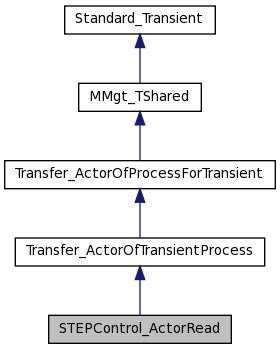 Standard_Transient
MMgt_TShared
Transfer_ActorOfProcessForTransient
Transfer_ActorOfTransientProcess
STEPControl_ActorRead